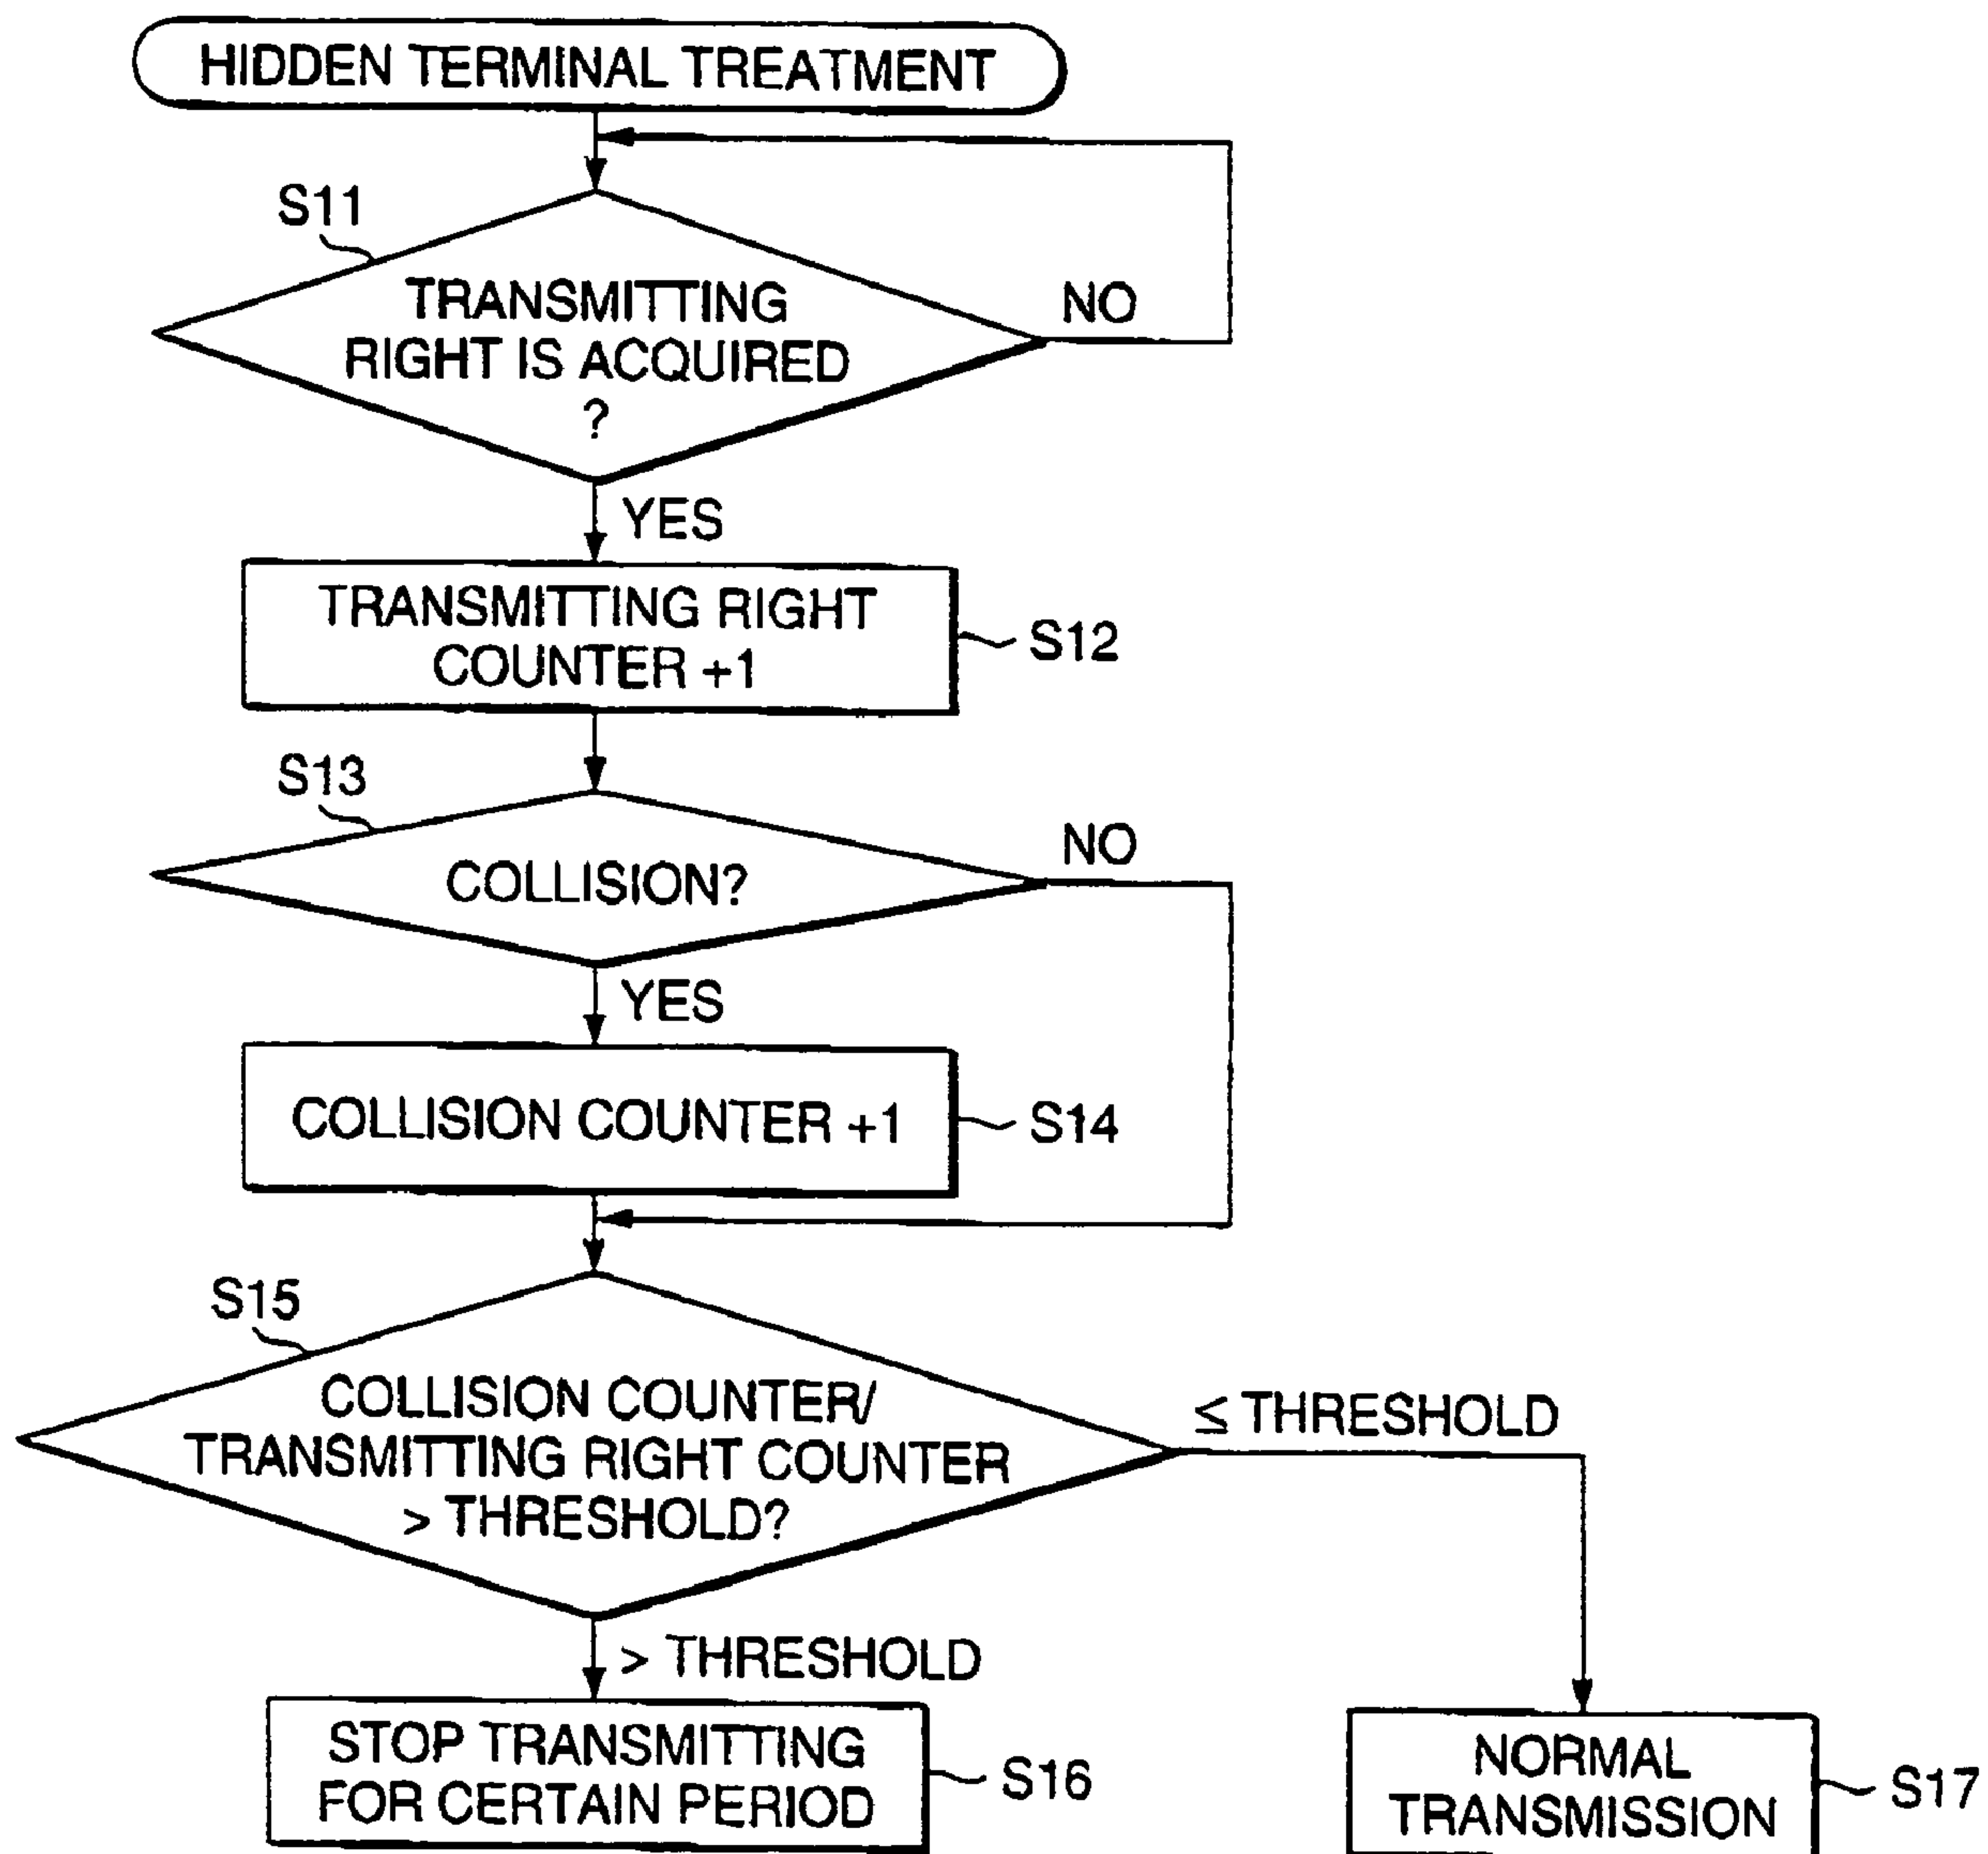 HIDDEN TERMINAL TREATMENT
S11
TRANSMITTING
RIGHT IS ACQUIRED
?
NO
YES
TRANSMITTING RIGHT
COUNTER +1
S12
S13
COLLISION?
NO
YES
COLLISION COUNTER +1
S14
S15
COLLISION COUNTER/
TRANSMITTING RIGHT COUNTER
> THRESHOLD?
≤ THRESHOLD
> THRESHOLD
STOP TRANSMITTING
FOR CERTAIN PERIOD
S16
NORMAL
TRANSMISSION
S17